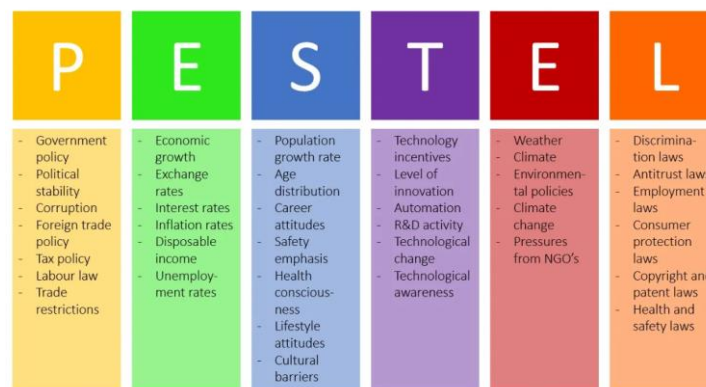 P
E
S
T
E
L
- Government
policy
- Political
stability
- Corruption
- Foreign trade
policy
- Tax policy
- Labour law
- Trade
restrictions
- Economic
growth
- Exchange
rates
- Interest rates
- Inflation rates
- Disposable
income
- Unemploy-
ment rates
- Population
growth rate
- Age
distribution
- Career
attitudes
- Safety
emphasis
- Health
conscious-
ness
- Lifestyle
attitudes
- Cultural
barriers
- Technology
incentives
- Level of
innovation
- Automation
- R&D activity
- Technological
change
- Technological
awareness
- Weather
- Climate
- Environmen-
tal policies
- Climate
change
- Pressures
from NGO's
- Discrimina-
tion laws
- Antitrust law
- Employment
laws
- Consumer
protection
laws
- Copyright and
patent laws
- Health and
safety laws